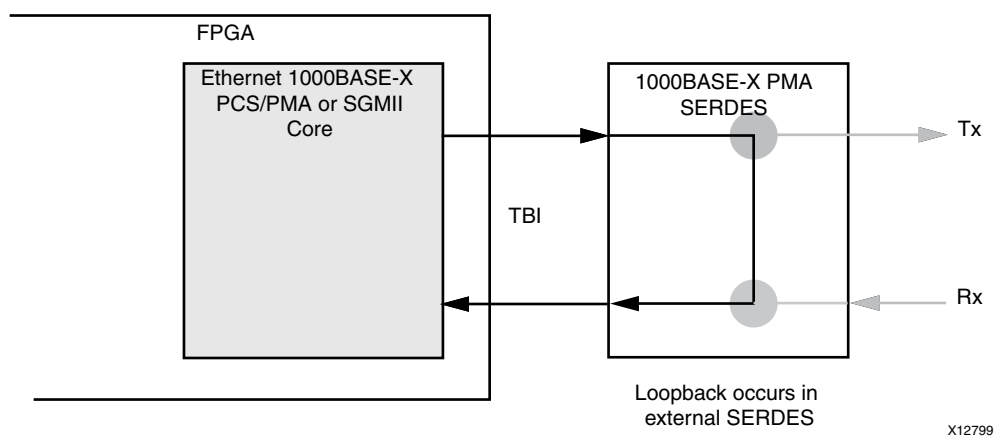 FPGA
Ethernet 1000BASE-X
PCS/PMA or SGMII
Core
1000BASE-X PMA
SERDES
Tx
TBI
Rx
Loopback occurs in
external SERDES
X12799